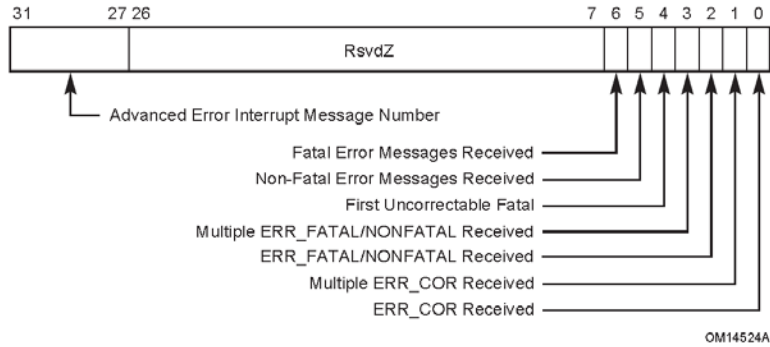 31 27 26 7 6 5 4 3 2 1 0
RsvdZ
Advanced Error Interrupt Message Number
Fatal Error Messages Received
Non-Fatal Error Messages Received
First Uncorrectable Fatal
Multiple ERR_FATAL/NONFATAL Received
ERR_FATAL/NONFATAL Received
Multiple ERR_COR Received
ERR_COR Received
OM14524A